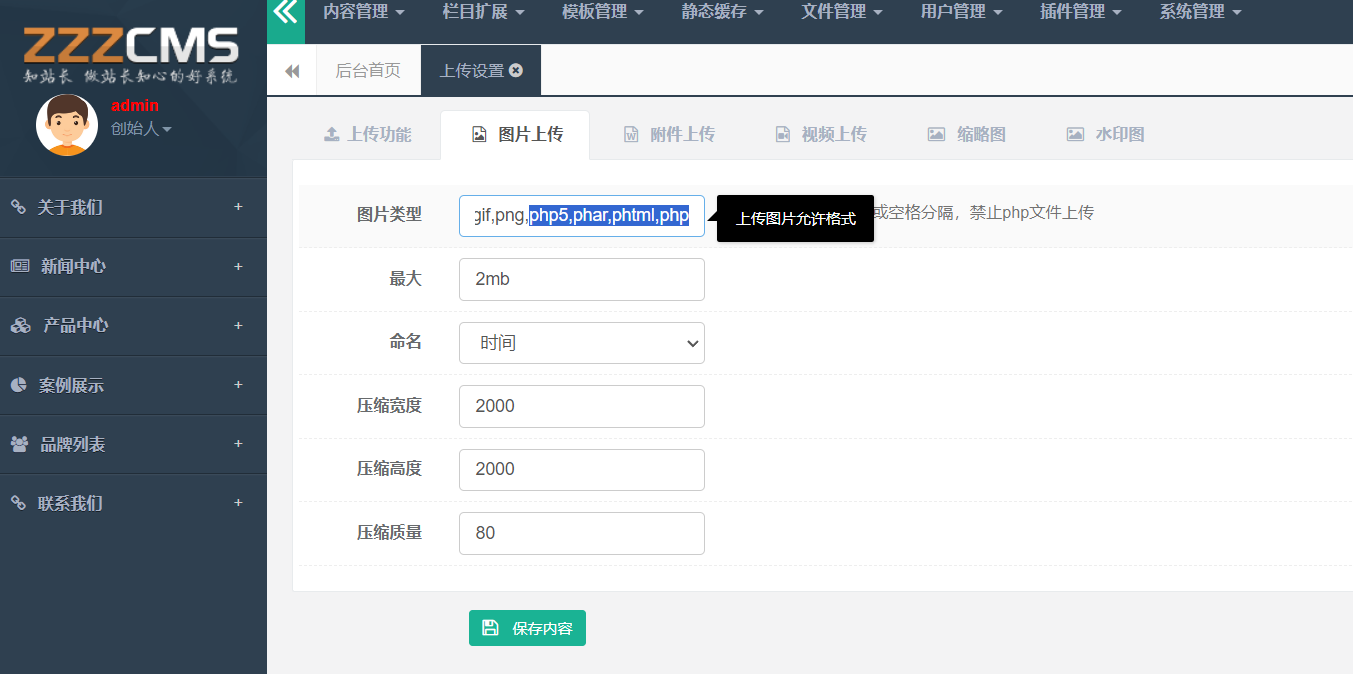 ZZZCMS
知站长 做站长知心的好系统
admin
创始人
关于我们 +
新闻中心 +
产品中心 +
案例展示 +
品牌列表 +
联系我们 +
内容管理 栏目扩展 模板管理 静态缓存 文件管理 用户管理 插件管理 系统管理
后台首页 上传设置
上传功能 图片上传 附件上传 视频上传 缩略图 水印图
图片类型 gif,png,php5,phar,phtml,php 上传图片允许格式 或空格分隔，禁止php文件上传
最大 2mb
命名 时间
压缩宽度 2000
压缩高度 2000
压缩质量 80
保存内容